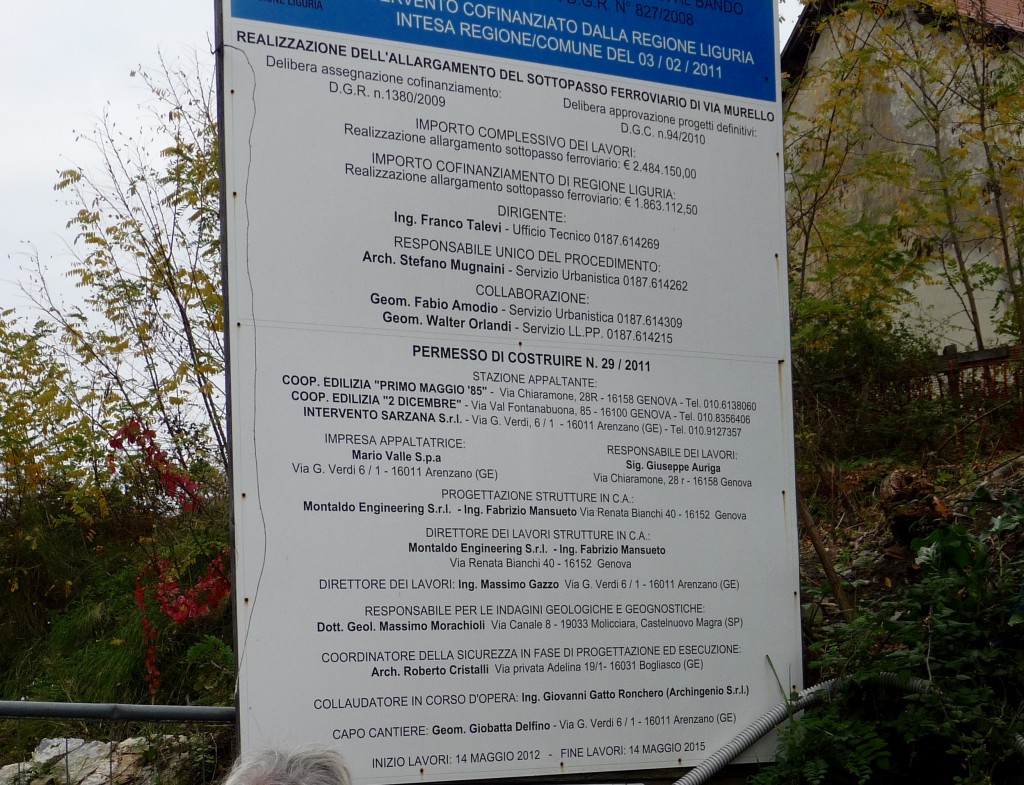 AL BANDO
IONE LIGURIA
D.G.R. N° 827/2008
INTERVENTO COFINANZIATO DALLA REGIONE LIGURIA
INTESA REGIONE/COMUNE DEL 03 / 02 / 2011
REALIZZAZIONE DELL'ALLARGAMENTO DEL SOTTOPASSO FERROVIARIO DI VIA MURELLO
Delibera assegnazione cofinanziamento:
D.G.R. n.1380/2009
Delibera approvazione progetti definitivi:
D.G.C. n.94/2010
IMPORTO COMPLESSIVO DEI LAVORI:
Realizzazione allargamento sottopasso ferroviario: € 2.484.150,00
IMPORTO COFINANZIAMENTO DI REGIONE LIGURIA:
Realizzazione allargamento sottopasso ferroviario: € 1.863.112,50
DIRIGENTE:
Ing. Franco Talevi - Ufficio Tecnico 0187.614269
RESPONSABILE UNICO DEL PROCEDIMENTO:
Arch. Stefano Mugnaini - Servizio Urbanistica 0187.614262
COLLABORAZIONE:
Geom. Fabio Amodio - Servizio Urbanistica 0187.614309
Geom. Walter Orlandi - Servizio LL.PP. 0187.614215
PERMESSO DI COSTRUIRE N. 29 / 2011
STAZIONE APPALTANTE:
COOP. EDILIZIA "PRIMO MAGGIO '85" - Via Chiaramone, 28R - 16158 GENOVA - Tel. 010.6138060
COOP. EDILIZIA "2 DICEMBRE" - Via Val Fontanabuona, 85 - 16100 GENOVA - Tel. 010.8356406
INTERVENTO SARZANA S.r.l. - Via G. Verdi, 6 / 1 - 16011 Arenzano (GE) - Tel. 010.9127357
IMPRESA APPALTATRICE:
Mario Valle S.p.a
Via G. Verdi 6 / 1 - 16011 Arenzano (GE)
RESPONSABILE DEI LAVORI:
Sig. Giuseppe Auriga
Via Chiaramone, 28 r - 16158 Genova
PROGETTAZIONE STRUTTURE IN C.A.:
Montaldo Engineering S.r.l. - Ing. Fabrizio Mansueto Via Renata Bianchi 40 - 16152 Genova
DIRETTORE DEI LAVORI STRUTTURE IN C.A.:
Montaldo Engineering S.r.l. - Ing. Fabrizio Mansueto
Via Renata Bianchi 40 - 16152 Genova
DIRETTORE DEI LAVORI: Ing. Massimo Gazzo Via G. Verdi 6 / 1 - 16011 Arenzano (GE)
RESPONSABILE PER LE INDAGINI GEOLOGICHE E GEOGNOSTICHE:
Dott. Geol. Massimo Morachioli Via Canale 8 - 19033 Molicciara, Castelnuovo Magra (SP)
COORDINATORE DELLA SICUREZZA IN FASE DI PROGETTAZIONE ED ESECUZIONE:
Arch. Roberto Cristalli Via privata Adelina 19/1- 16031 Bogliasco (GE)
COLLAUDATORE IN CORSO D'OPERA: Ing. Giovanni Gatto Ronchero (Archingenio S.r.l.)
CAPO CANTIERE: Geom. Giobatta Delfino - Via G. Verdi 6 / 1 - 16011 Arenzano (GE)
INIZIO LAVORI: 14 MAGGIO 2012 - FINE LAVORI: 14 MAGGIO 2015